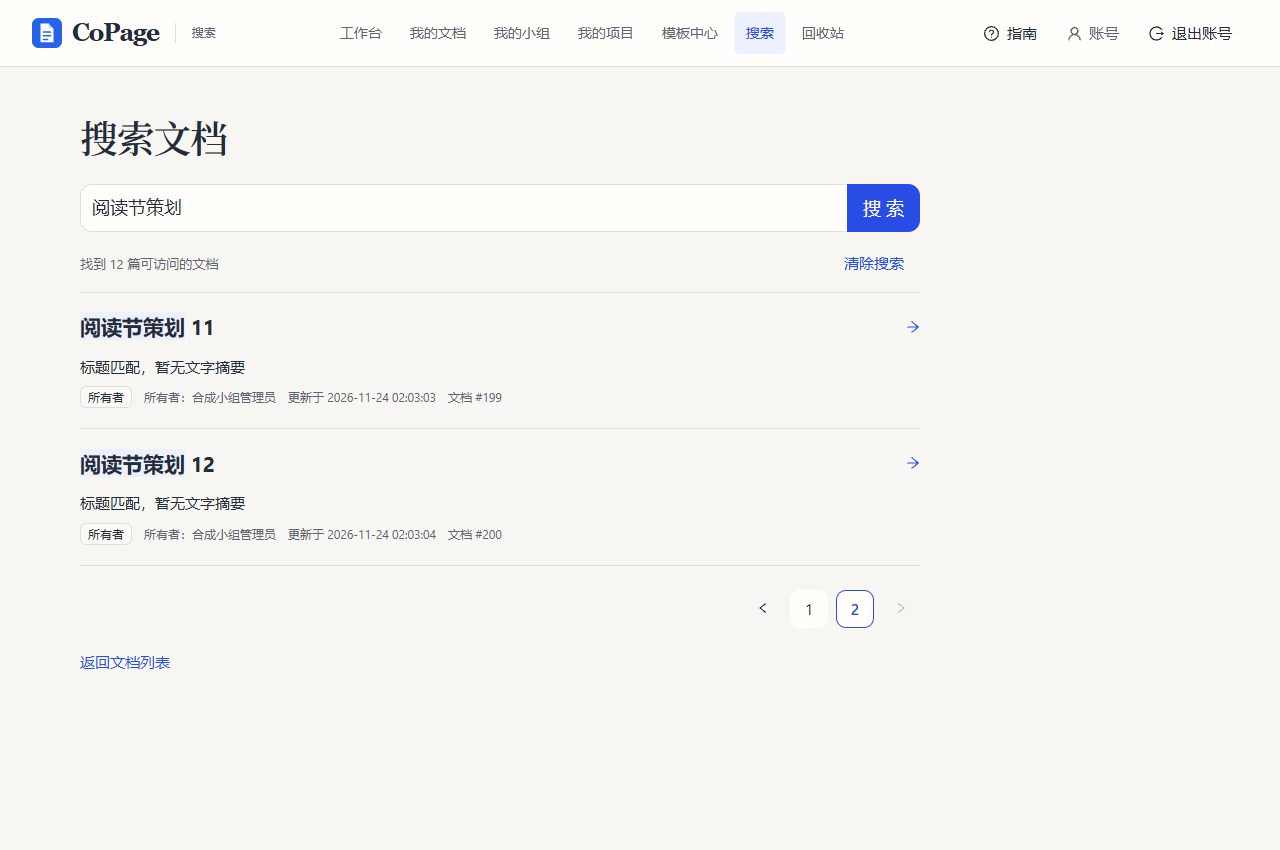 CoPage 搜索 工作台 我的文档 我的小组 我的项目 模板中心 搜索 回收站 指南 账号 退出账号
搜索文档
阅读节策划 搜索
找到 12 篇可访问的文档 清除搜索
阅读节策划 11
标题匹配，暂无文字摘要
所有者 所有者：合成小组管理员 更新于 2026-11-24 02:03:03 文档 #199
阅读节策划 12
标题匹配，暂无文字摘要
所有者 所有者：合成小组管理员 更新于 2026-11-24 02:03:04 文档 #200
1 2
返回文档列表